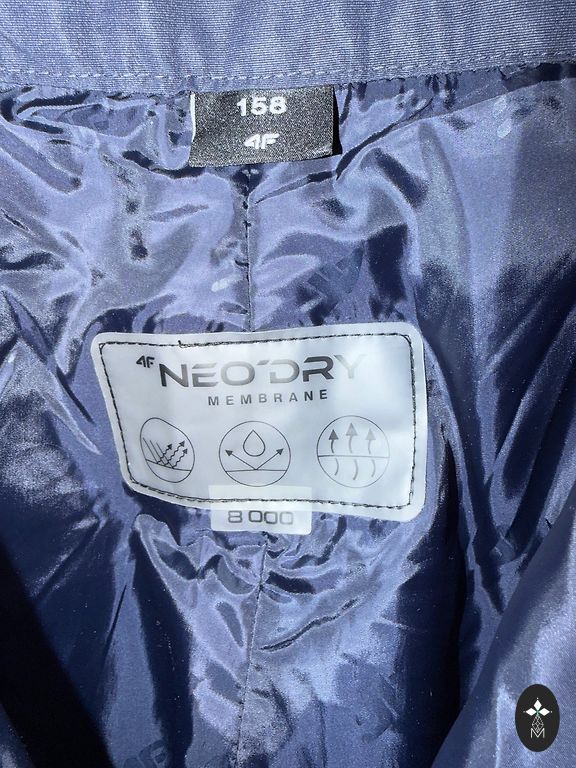 158
4F
4F NEO'DRY
MEMBRANE
8 000
M